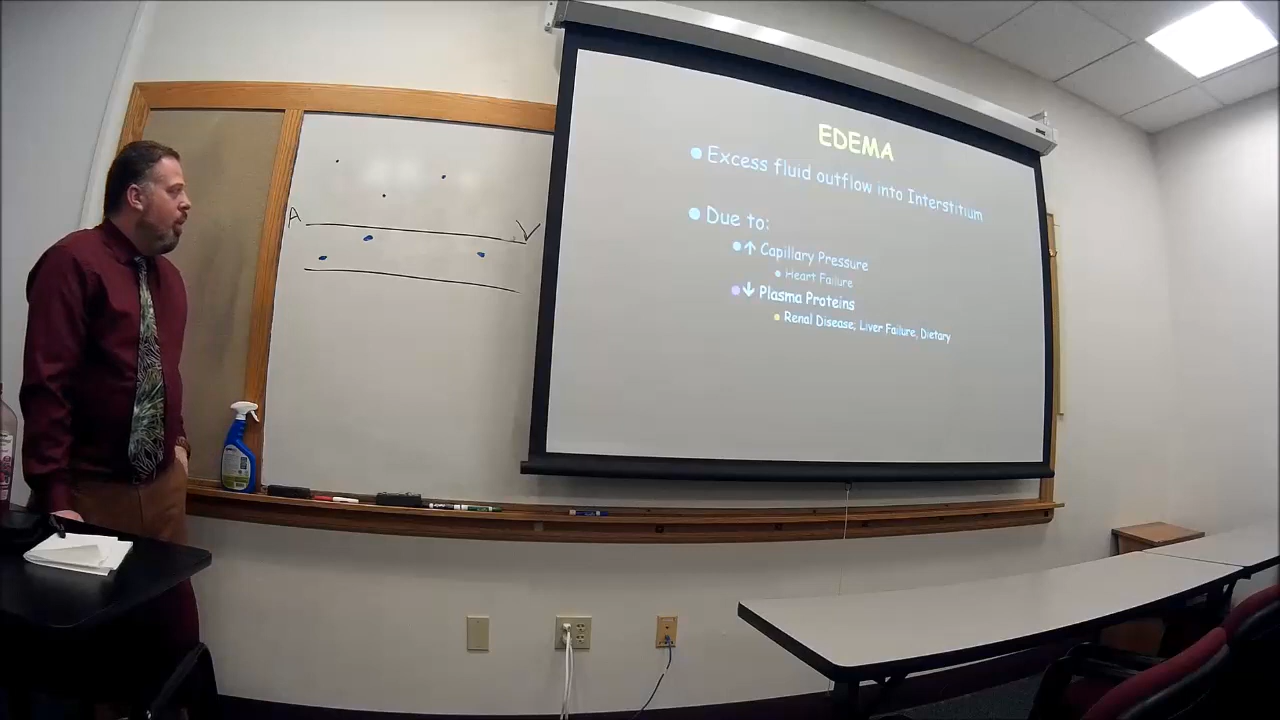 A
V
EDEMA
Excess fluid outflow into Interstitium
Due to:
↑ Capillary Pressure
Heart Failure
↓ Plasma Proteins
Renal Disease, Liver Failure, Dietary